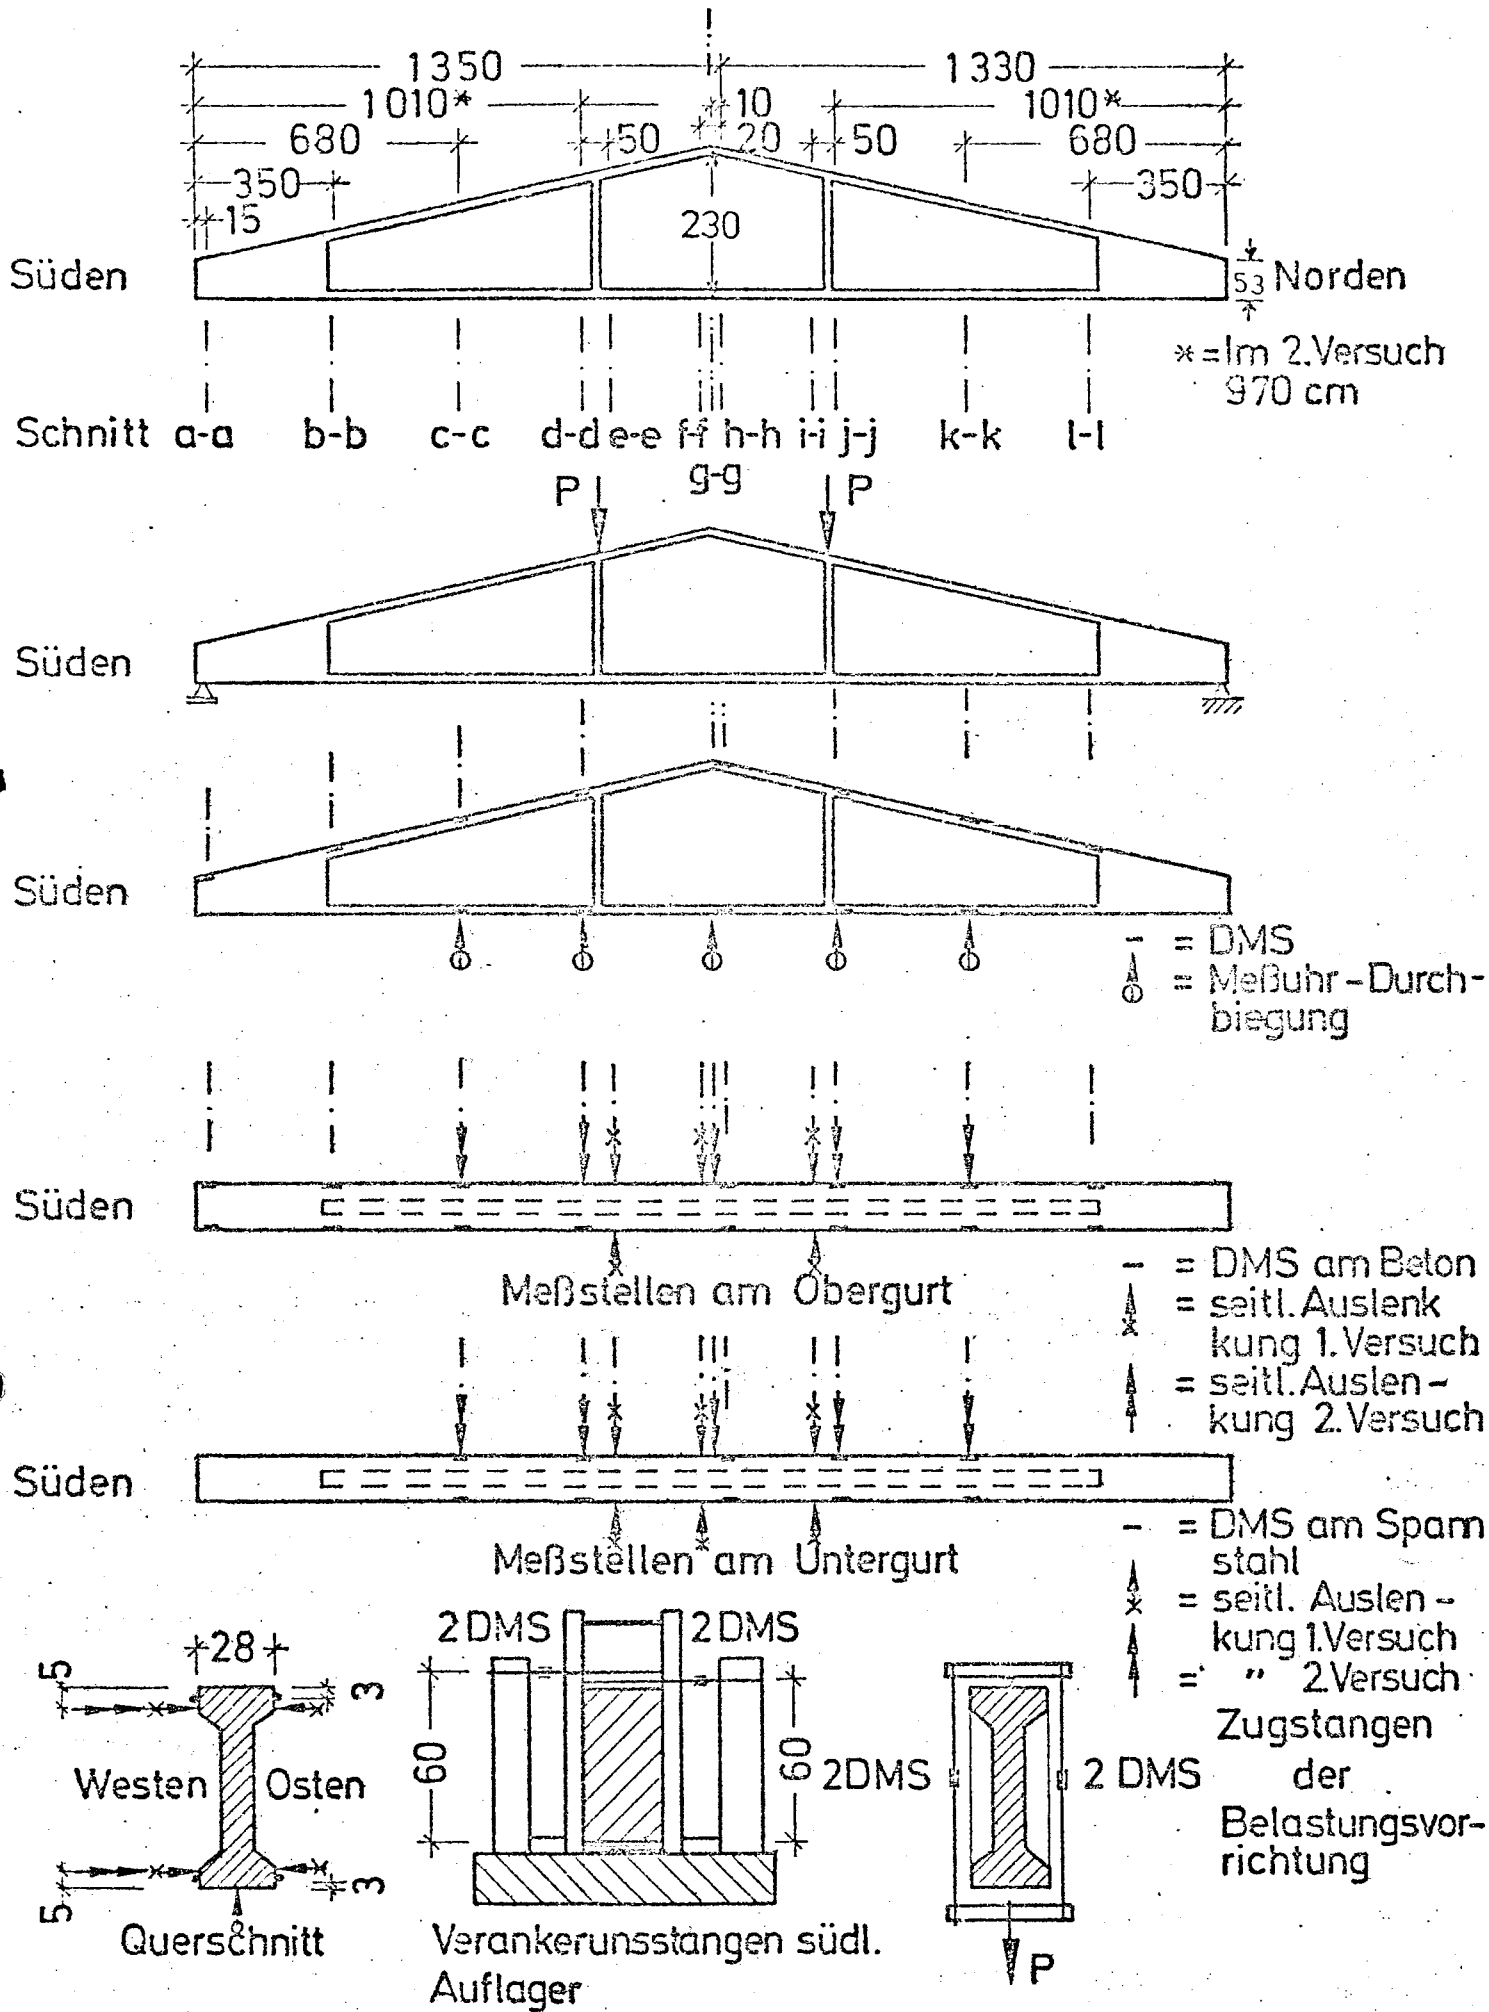 1350 1330
1010* 10 1010*
680 50 20 50 680
350 350
15 230
Süden 53 Norden
* = Im 2.Versuch
970 cm
Schnitt a-a b-b c-c d-d e-e f-f h-h i-i j-j k-k l-l
g-g
P P
Süden
Süden
- = DMS
= Meßuhr-Durch-
biegung
Süden
Meßstellen am Obergurt
- = DMS am Beton
= seitl. Auslenk
kung 1. Versuch
= seitl. Auslen-
kung 2. Versuch
Süden
Meßstellen am Untergurt
- = DMS am Spann
stahl
= seitl. Auslen-
kung 1.Versuch
= " 2.Versuch
Zugstangen
der
Belastungsvor-
richtung
28
5 3
Westen Osten
5 3
Querschnitt
2 DMS 2 DMS
60 60
Verankerunsstangen südl.
Auflager
2DMS 2 DMS
P